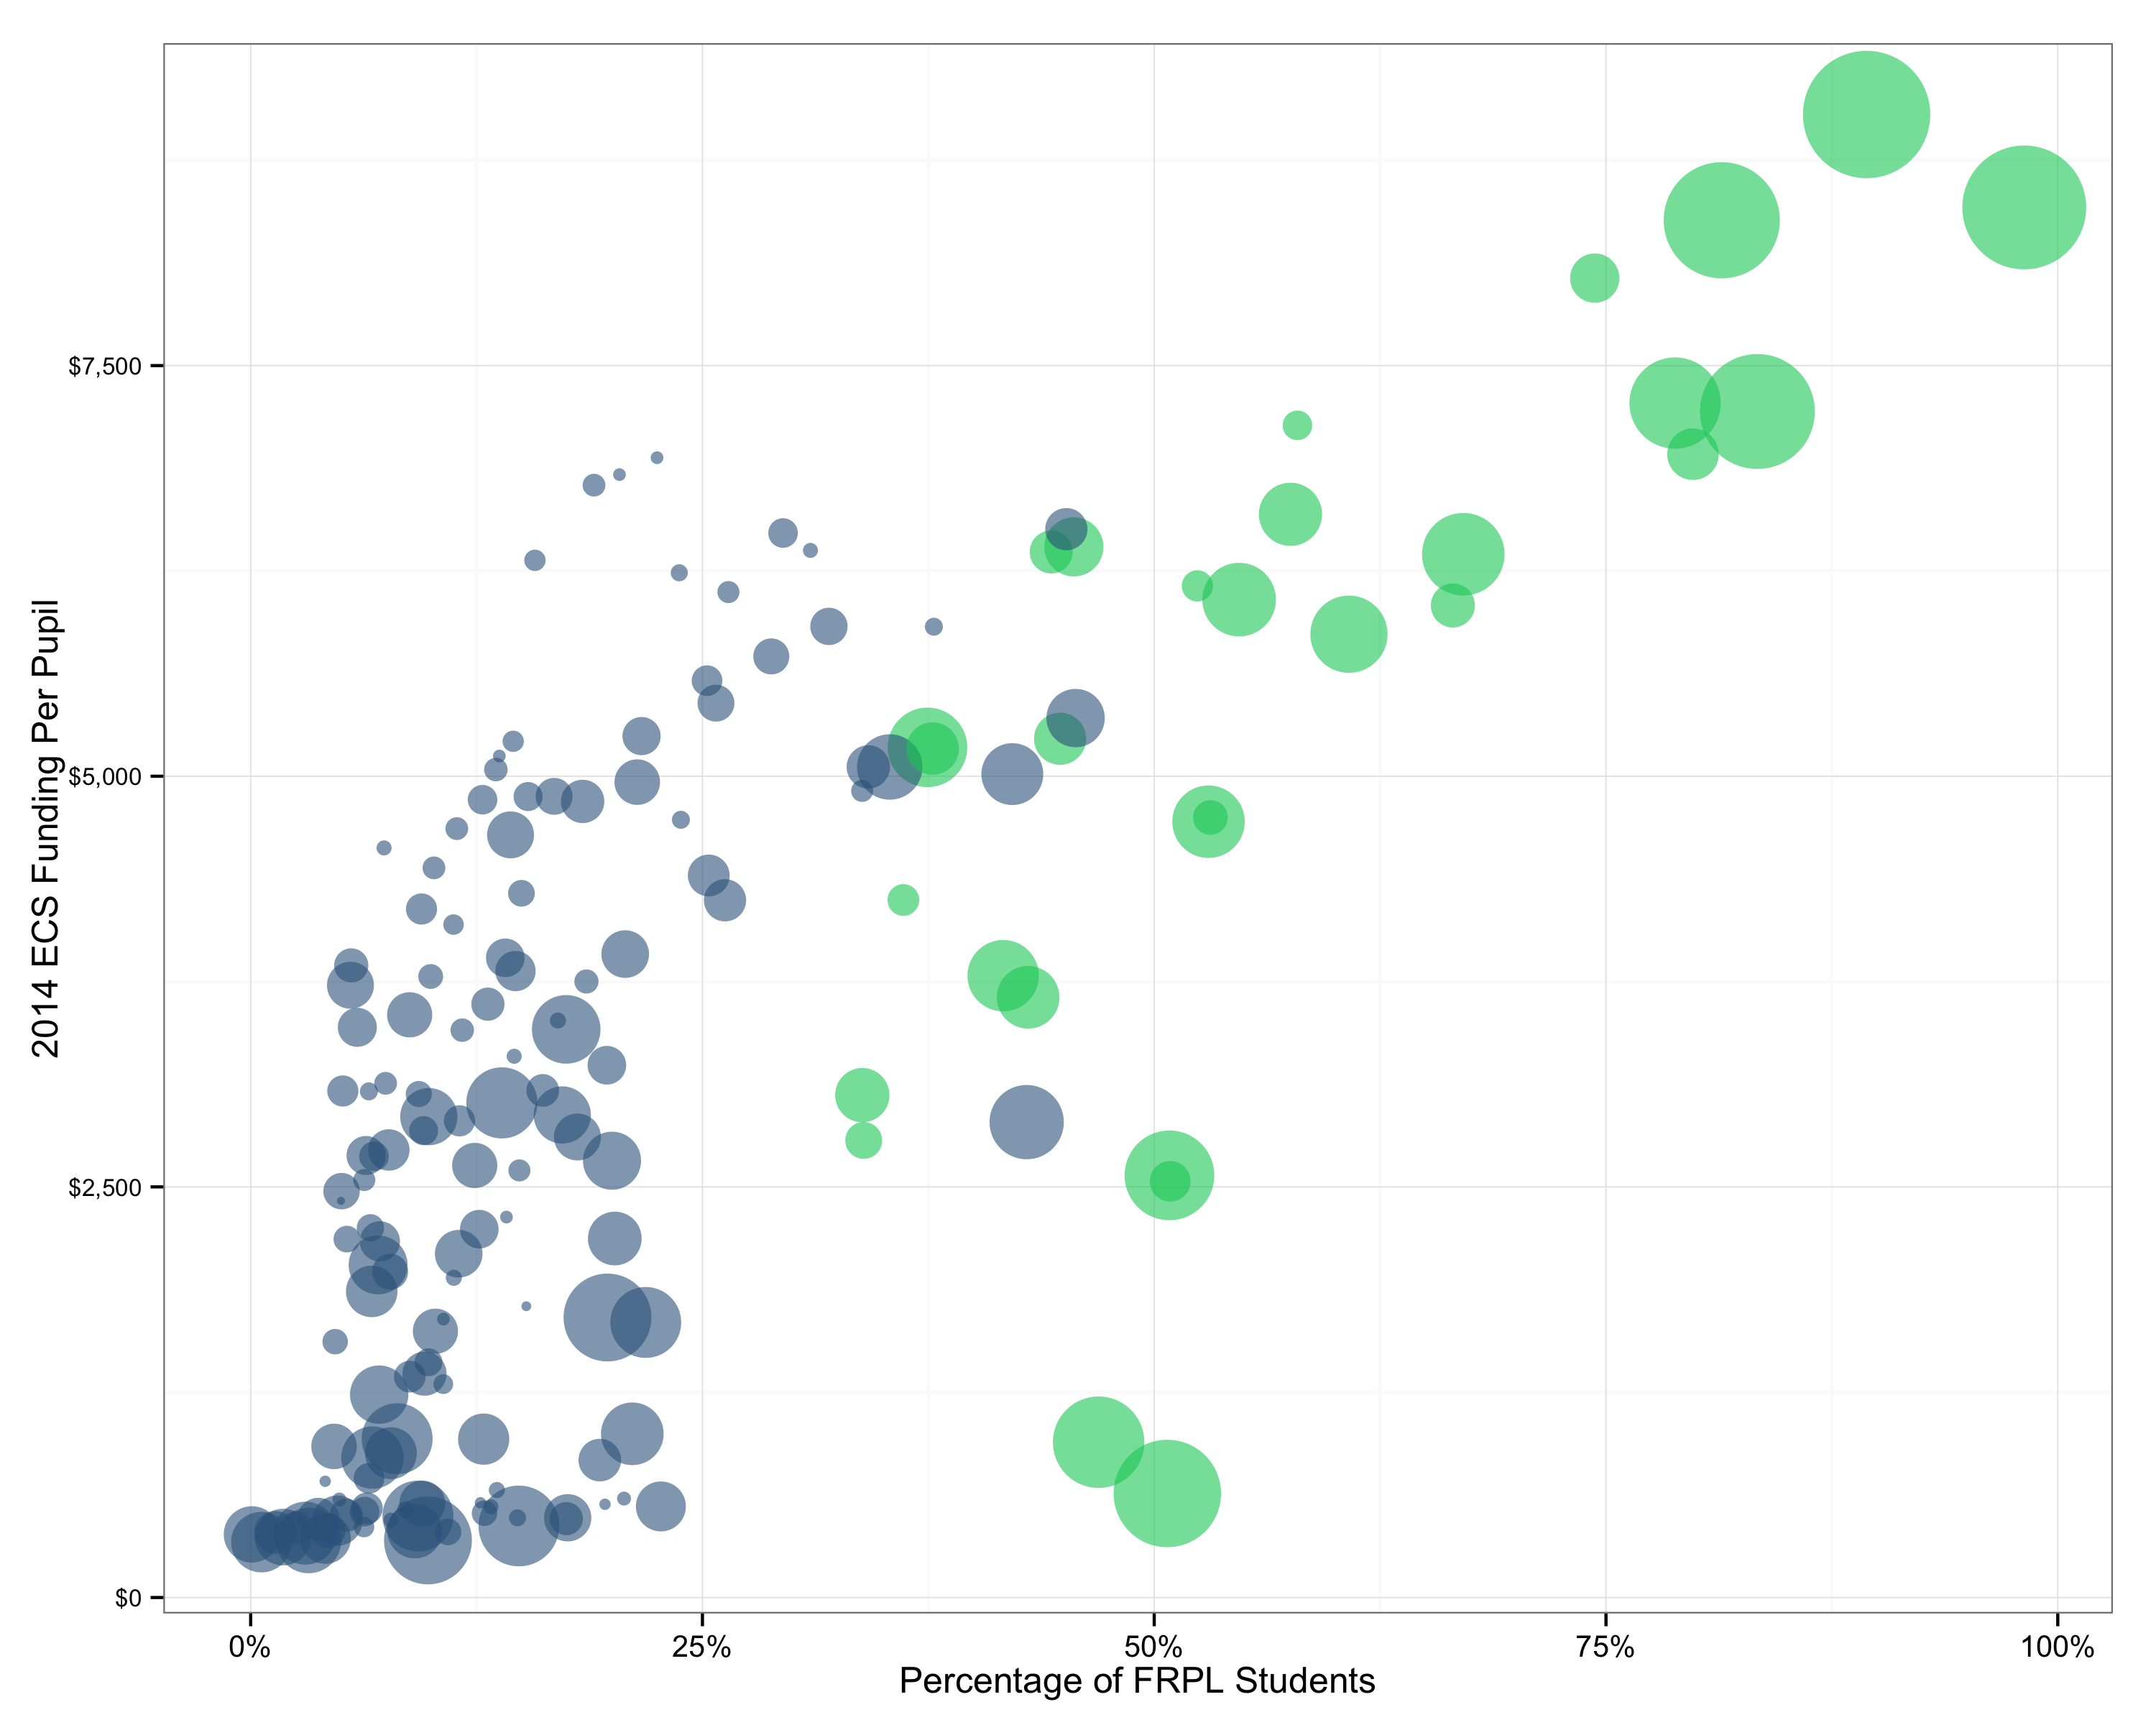 2014 ECS Funding Per Pupil
$7,500
$5,000
$2,500
$0
0% 25% 50% 75% 100%
Percentage of FRPL Students